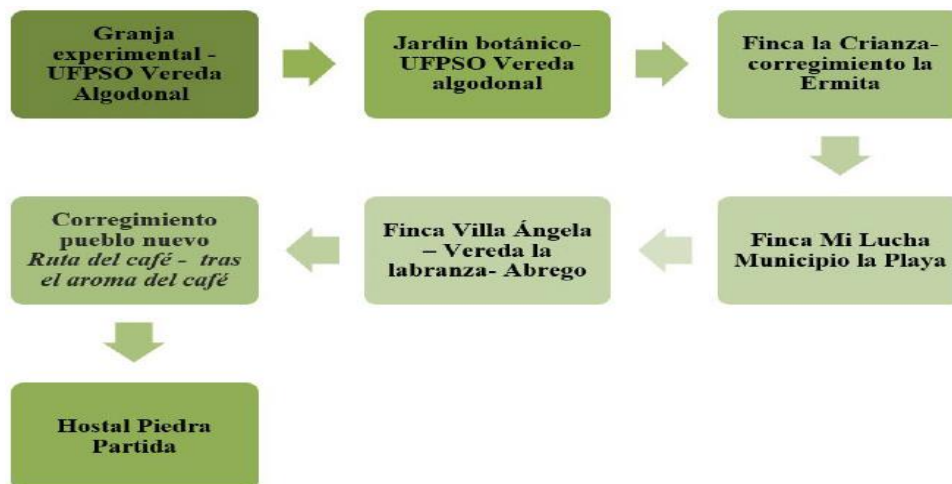 Granja
experimental -
UFPSO Vereda
Algodonal
Jardín botánico-
UFPSO Vereda
algodonal
Finca la Crianza-
corregimiento la
Ermita
Finca Mi Lucha
Municipio la Playa
Finca Villa Ángela
– Vereda la
labranza- Abrego
Corregimiento
pueblo nuevo
Ruta del café - tras
el aroma del café
Hostal Piedra
Partida